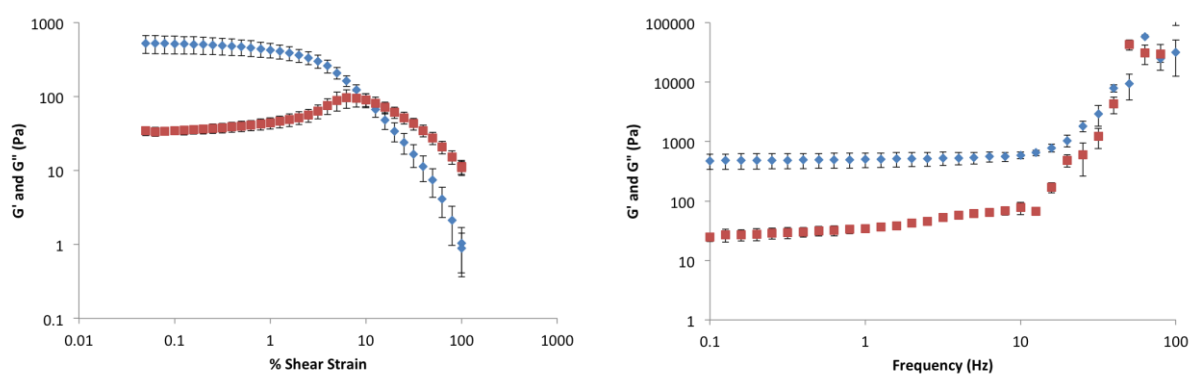 1000
100
10
1
0.1
G' and G'' (Pa)
0.01 0.1 1 10 100 1000
% Shear Strain
100000
10000
1000
100
10
1
G' and G'' (Pa)
0.1 1 10 100
Frequency (Hz)